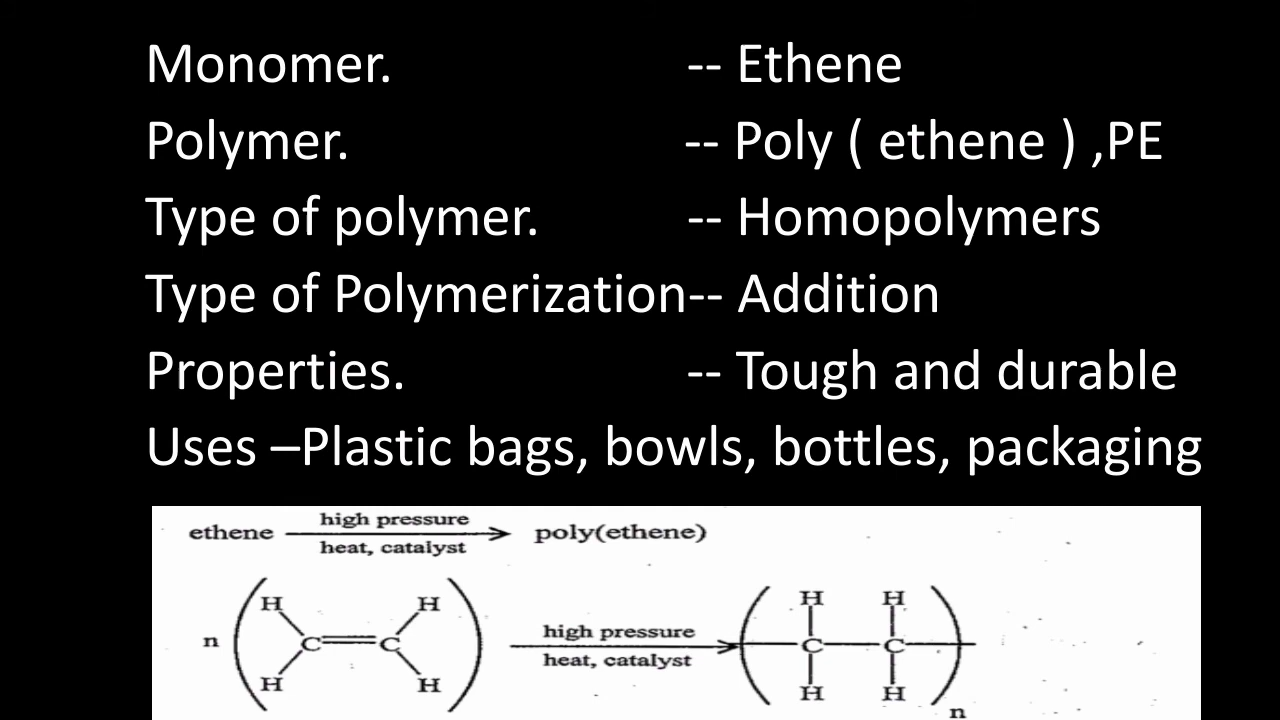 Monomer. -- Ethene
Polymer. -- Poly ( ethene ) ,PE
Type of polymer. -- Homopolymers
Type of Polymerization-- Addition
Properties. -- Tough and durable
Uses –Plastic bags, bowls, bottles, packaging
high pressure
ethene poly(ethene)
heat, catalyst
H H H H
high pressure
n C C C C
heat, catalyst
H H H H
n